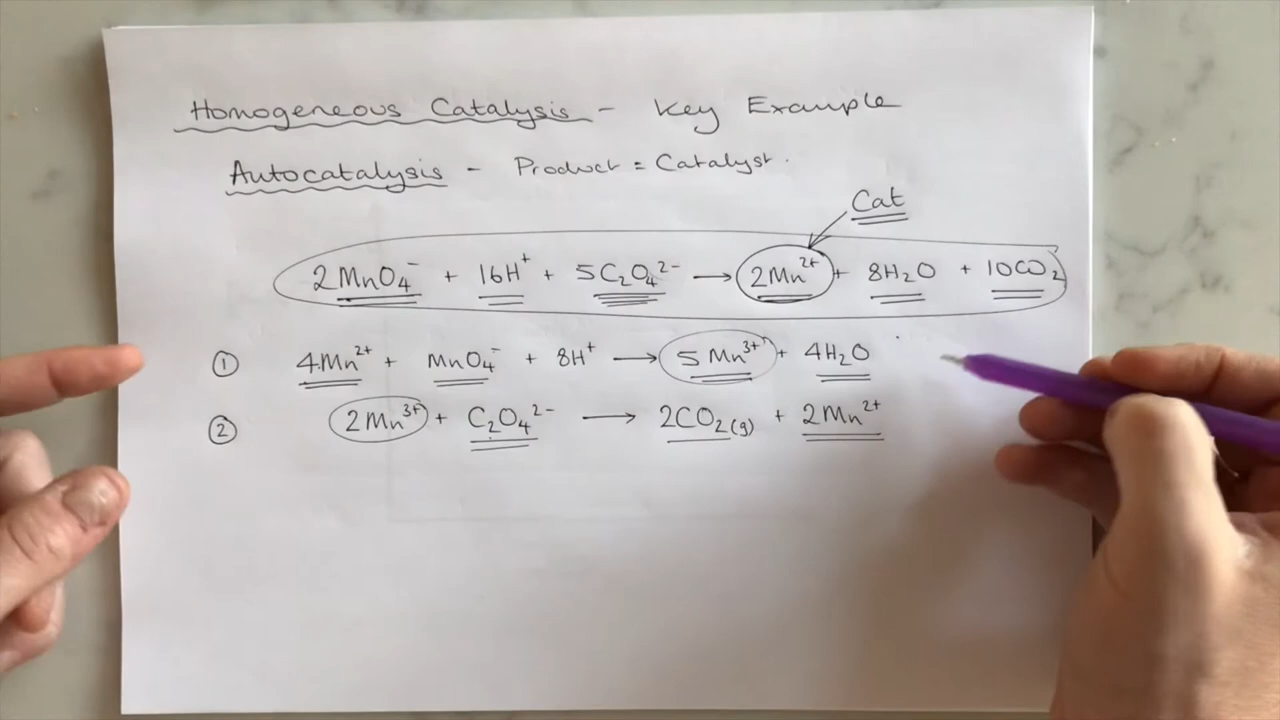 Homogeneous Catalysis - Key Example
Autocatalysis - Product = Catalyst.
Cat
2MnO₄⁻ + 16H⁺ + 5C₂O₄²⁻ → 2Mn²⁺ + 8H₂O + 10CO₂
① 4Mn²⁺ + MnO₄⁻ + 8H⁺ → 5Mn³⁺ + 4H₂O
② 2Mn³⁺ + C₂O₄²⁻ → 2CO₂(g) + 2Mn²⁺